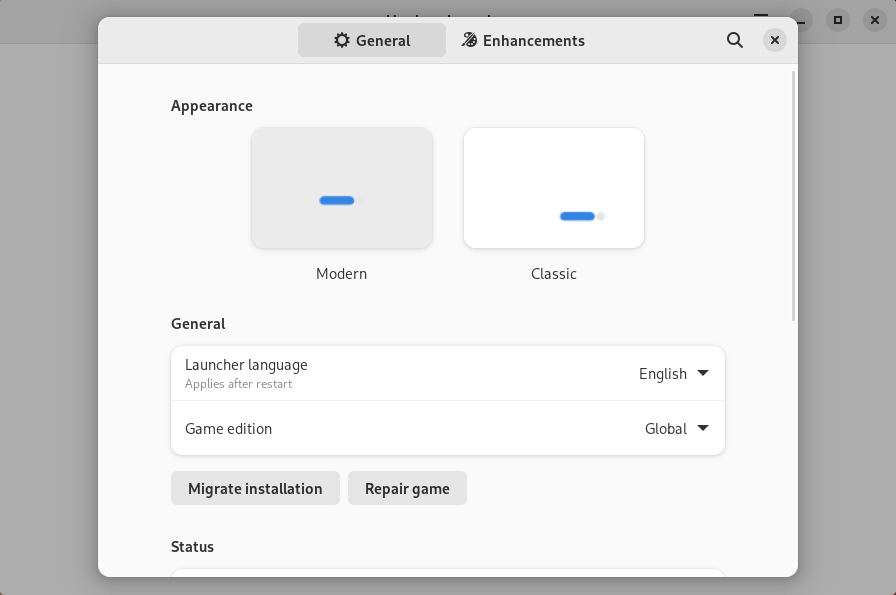 General
Enhancements
Appearance
Modern
Classic
General
Launcher language
Applies after restart
English
Game edition
Global
Migrate installation
Repair game
Status